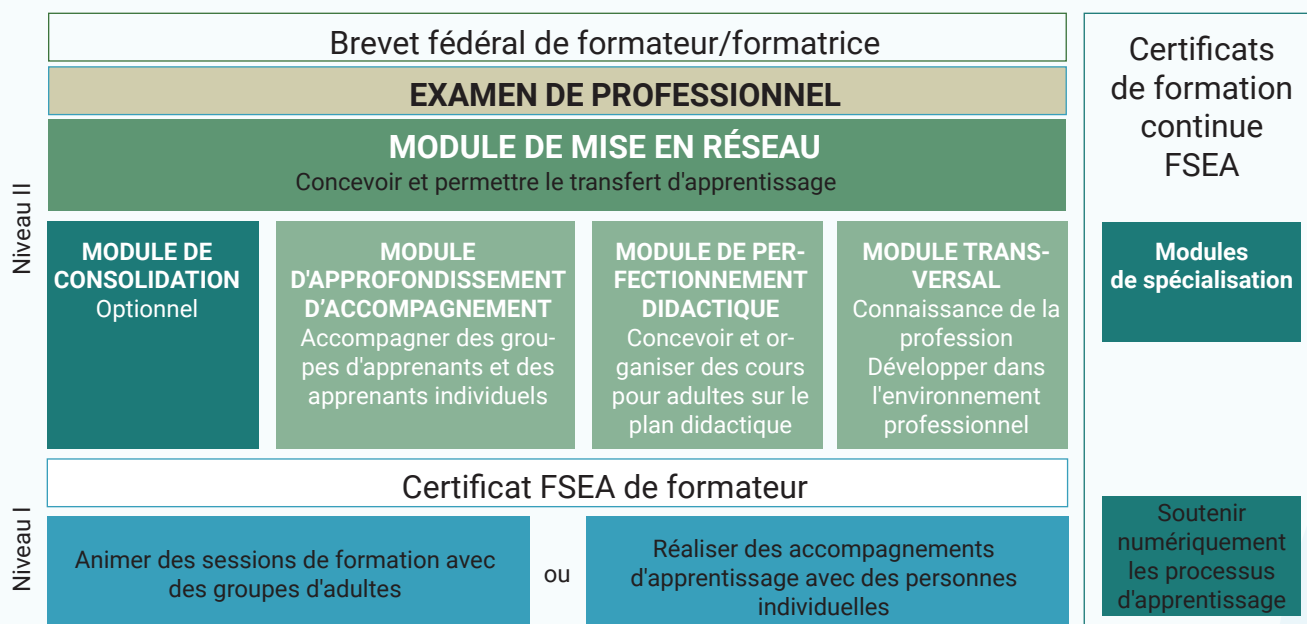 Brevet fédéral de formateur/formatrice
EXAMEN DE PROFESSIONNEL
MODULE DE MISE EN RÉSEAU
Concevoir et permettre le transfert d'apprentissage
Niveau II
MODULE DE
CONSOLIDATION
Optionnel
MODULE
D'APPROFONDISSEMENT
D’ACCOMPAGNEMENT
Accompagner des grou-
pes d'apprenants et des
apprenants individuels
MODULE DE PER-
FECTIONNEMENT
DIDACTIQUE
Concevoir et or-
ganiser des cours
pour adultes sur le
plan didactique
MODULE TRANS-
VERSAL
Connaissance de la
profession
Développer dans
l'environnement
professionnel
Certificat FSEA de formateur
Niveau I
Animer des sessions de formation avec
des groupes d'adultes
ou
Réaliser des accompagnements
d'apprentissage avec des personnes
individuelles
Certificats
de formation
continue
FSEA
Modules
de spécialisation
Soutenir
numériquement
les processus
d'apprentissage